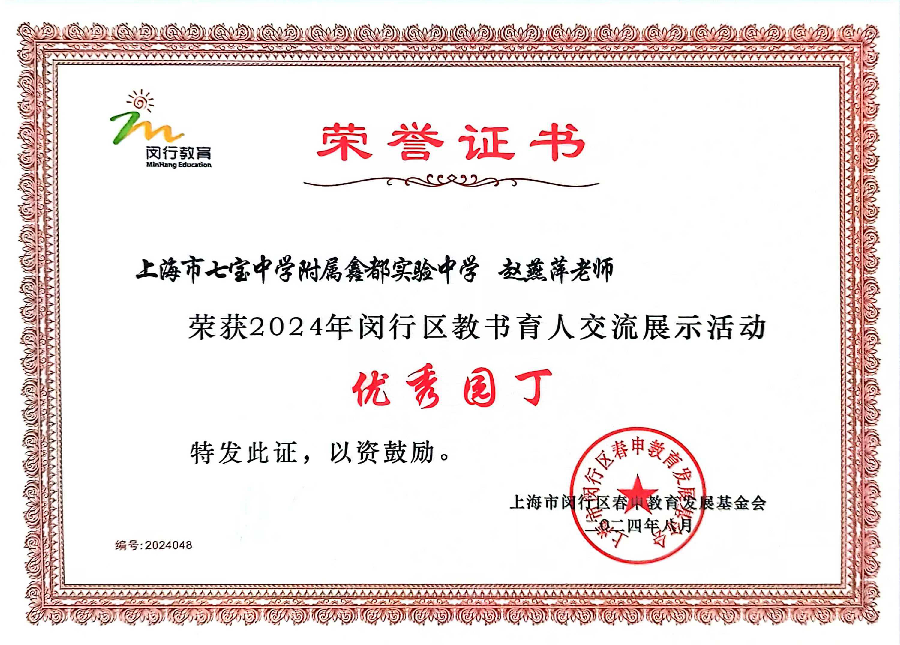 闵行教育
MinHang Education
荣誉证书
上海市七宝中学附属鑫都实验中学 赵燕萍老师
荣获2024年闵行区教书育人交流展示活动
优秀园丁
特发此证，以资鼓励。
上海市闵行区春申教育发展基金会
上海市闵行区春申教育发展基金会
二〇二四年八月
编号:2024048